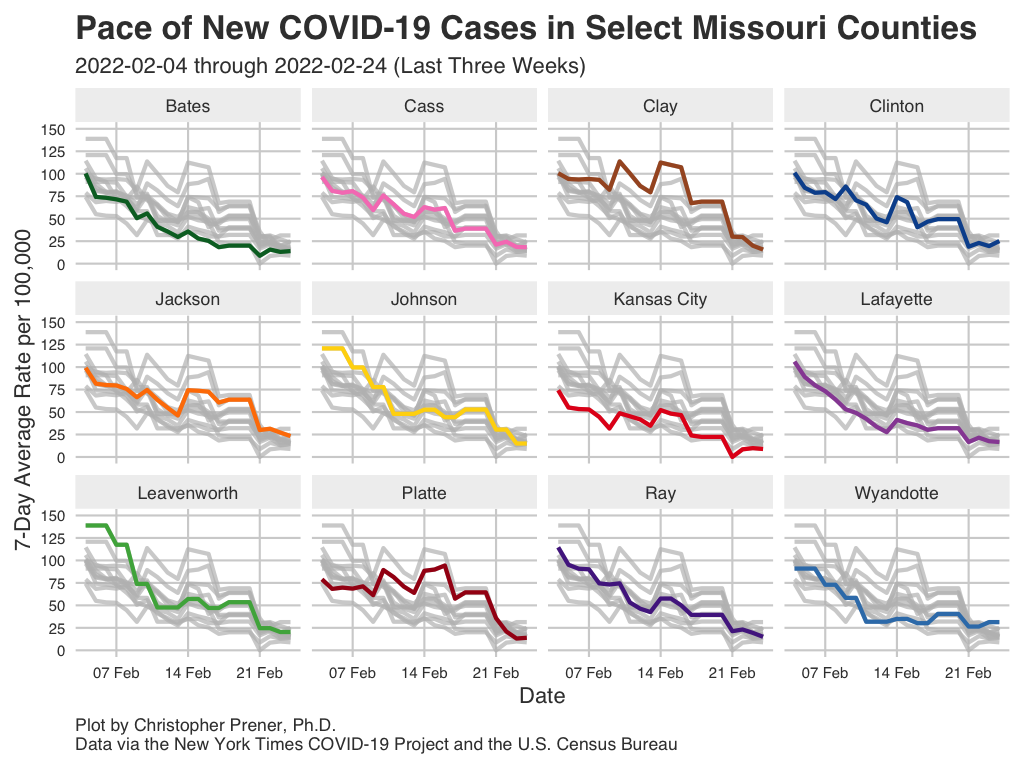 Pace of New COVID-19 Cases in Select Missouri Counties
2022-02-04 through 2022-02-24 (Last Three Weeks)
Bates Cass Clay Clinton
150
125
100
75
50
25
0
Jackson Johnson Kansas City Lafayette
150
125
100
75
50
25
0
Leavenworth Platte Ray Wyandotte
150
125
100
75
50
25
0
7-Day Average Rate per 100,000
07 Feb 14 Feb 21 Feb 07 Feb 14 Feb 21 Feb 07 Feb 14 Feb 21 Feb 07 Feb 14 Feb 21 Feb
Date
Plot by Christopher Prener, Ph.D.
Data via the New York Times COVID-19 Project and the U.S. Census Bureau